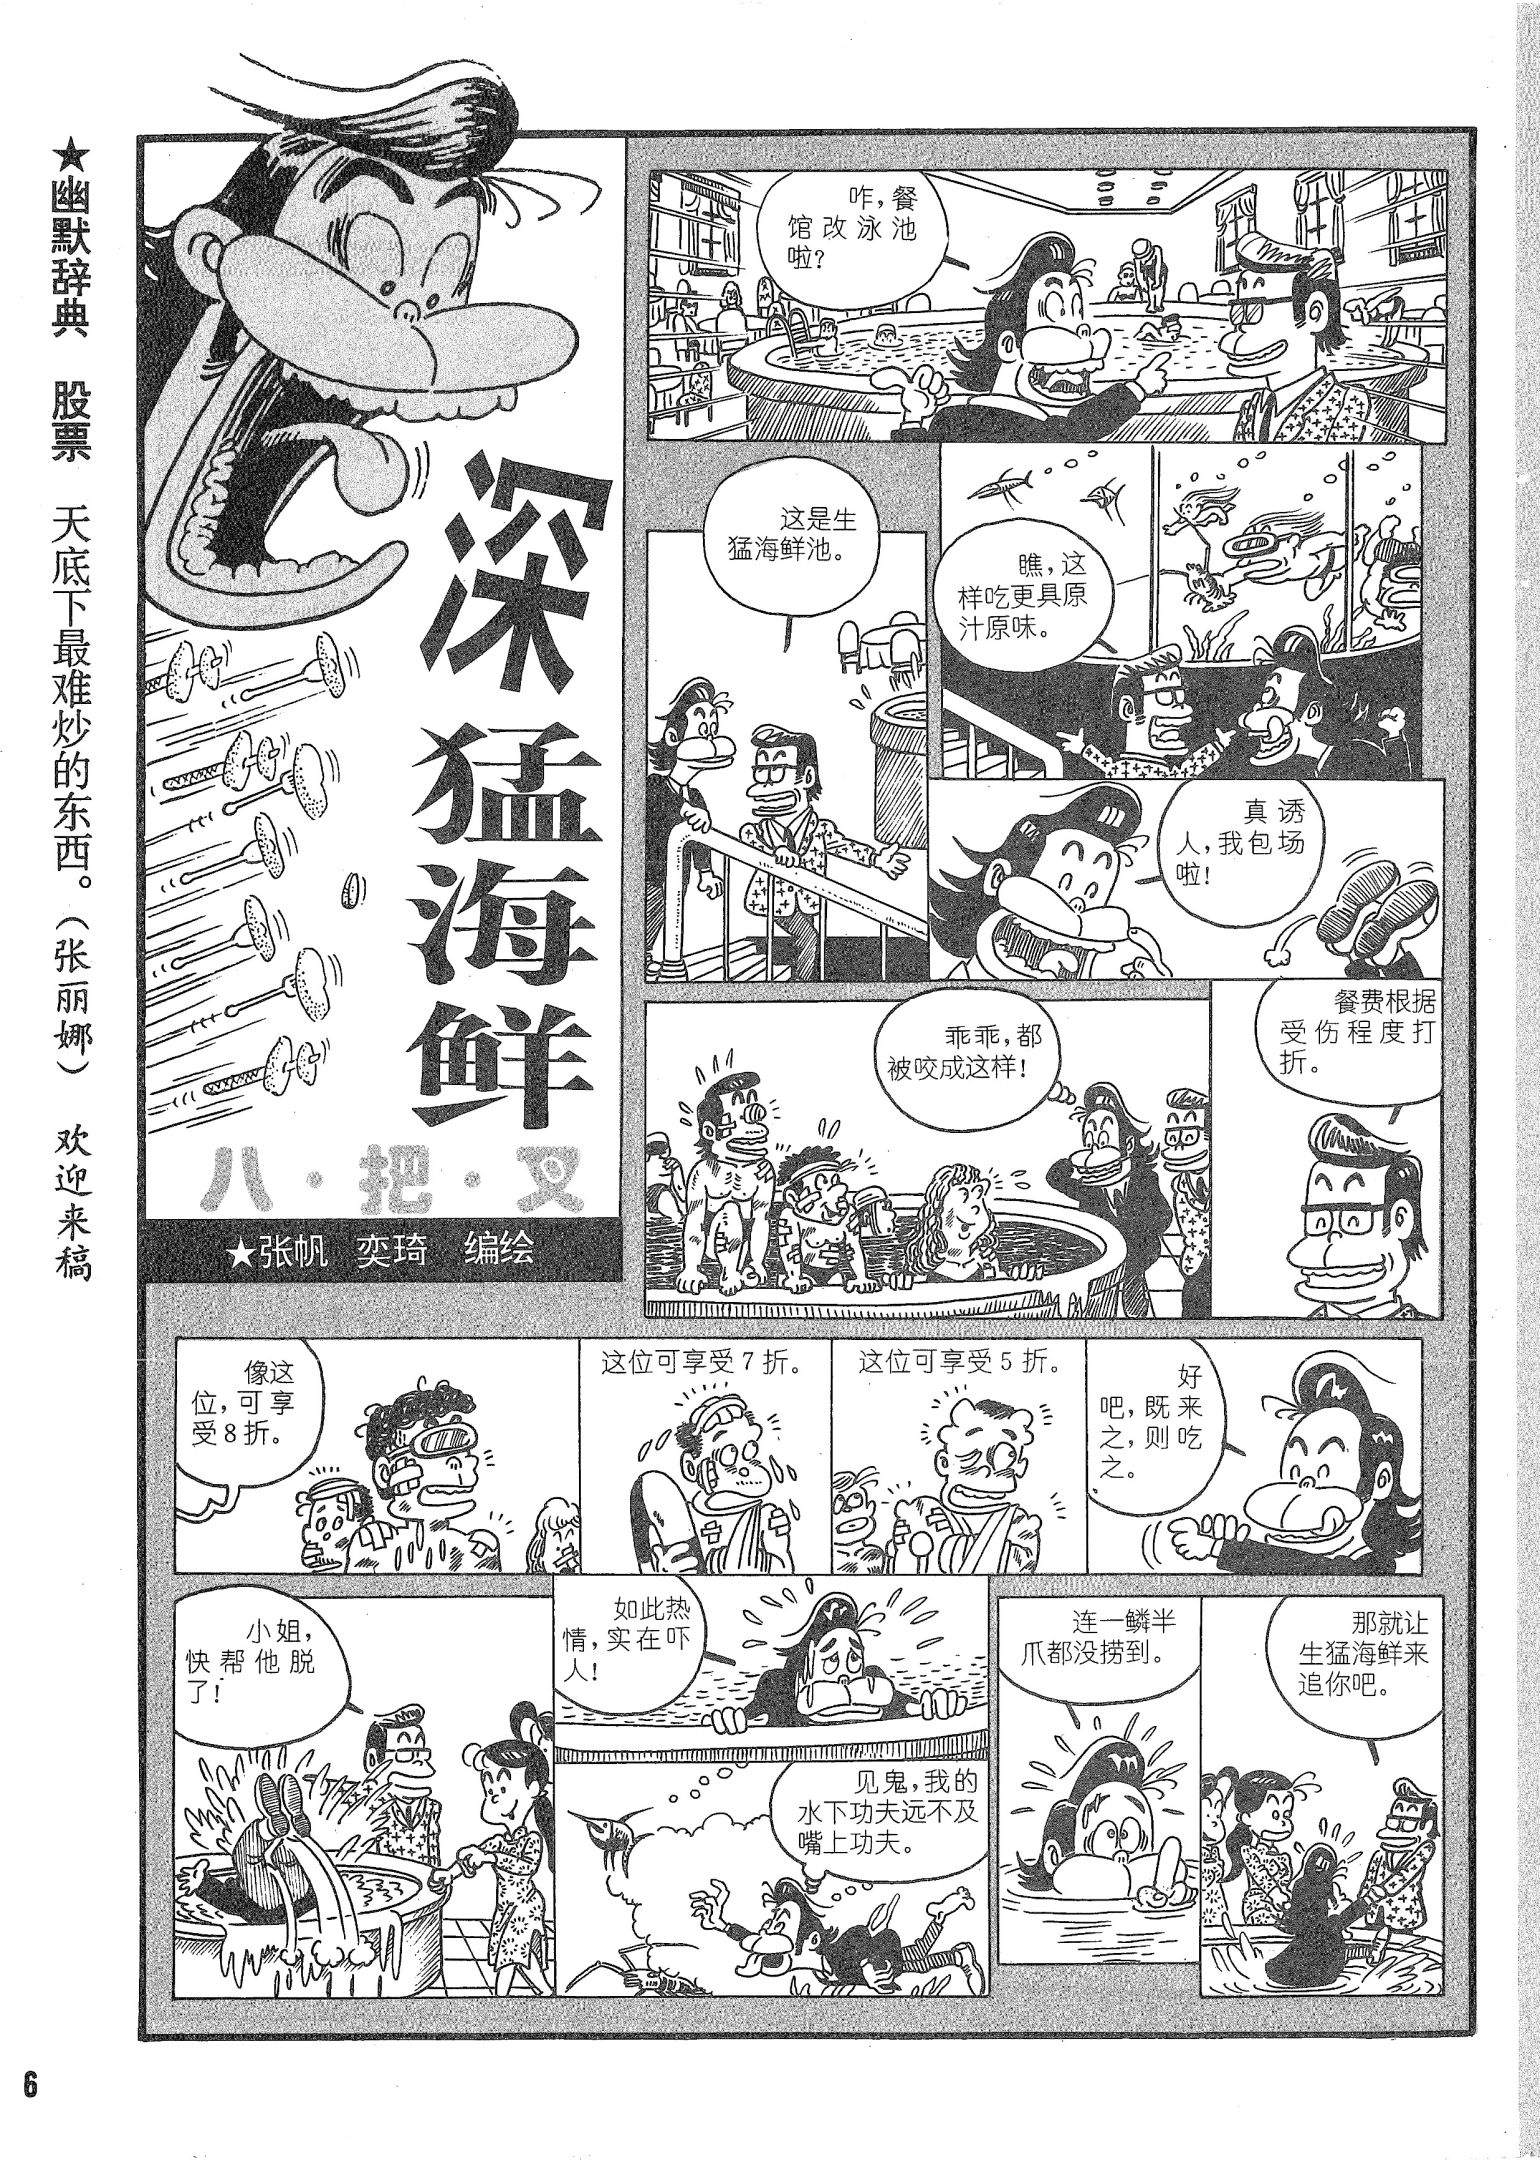 ★幽默辞典 股票 天底下最难炒的东西。(张丽娜) 欢迎来稿
深猛海鲜
八·把·叉
★张帆 奕琦 编绘
咋,餐
馆改泳池
啦?
这是生
猛海鲜池。
瞧,这
样吃更具原
汁原味。
真诱
人,我包场
啦!
乖乖,都
被咬成这样!
餐费根据
受伤程度打
折。
像这
位,可享
受8折。
这位可享受7折。
这位可享受5折。
好
吧,既来
之,则吃
之。
小姐,
快帮他脱
了!
如此热
情,实在吓
人!
见鬼,我的
水下功夫远不及
嘴上功夫。
连一鳞半
爪都没捞到。
那就让
生猛海鲜来
追你吧。
6